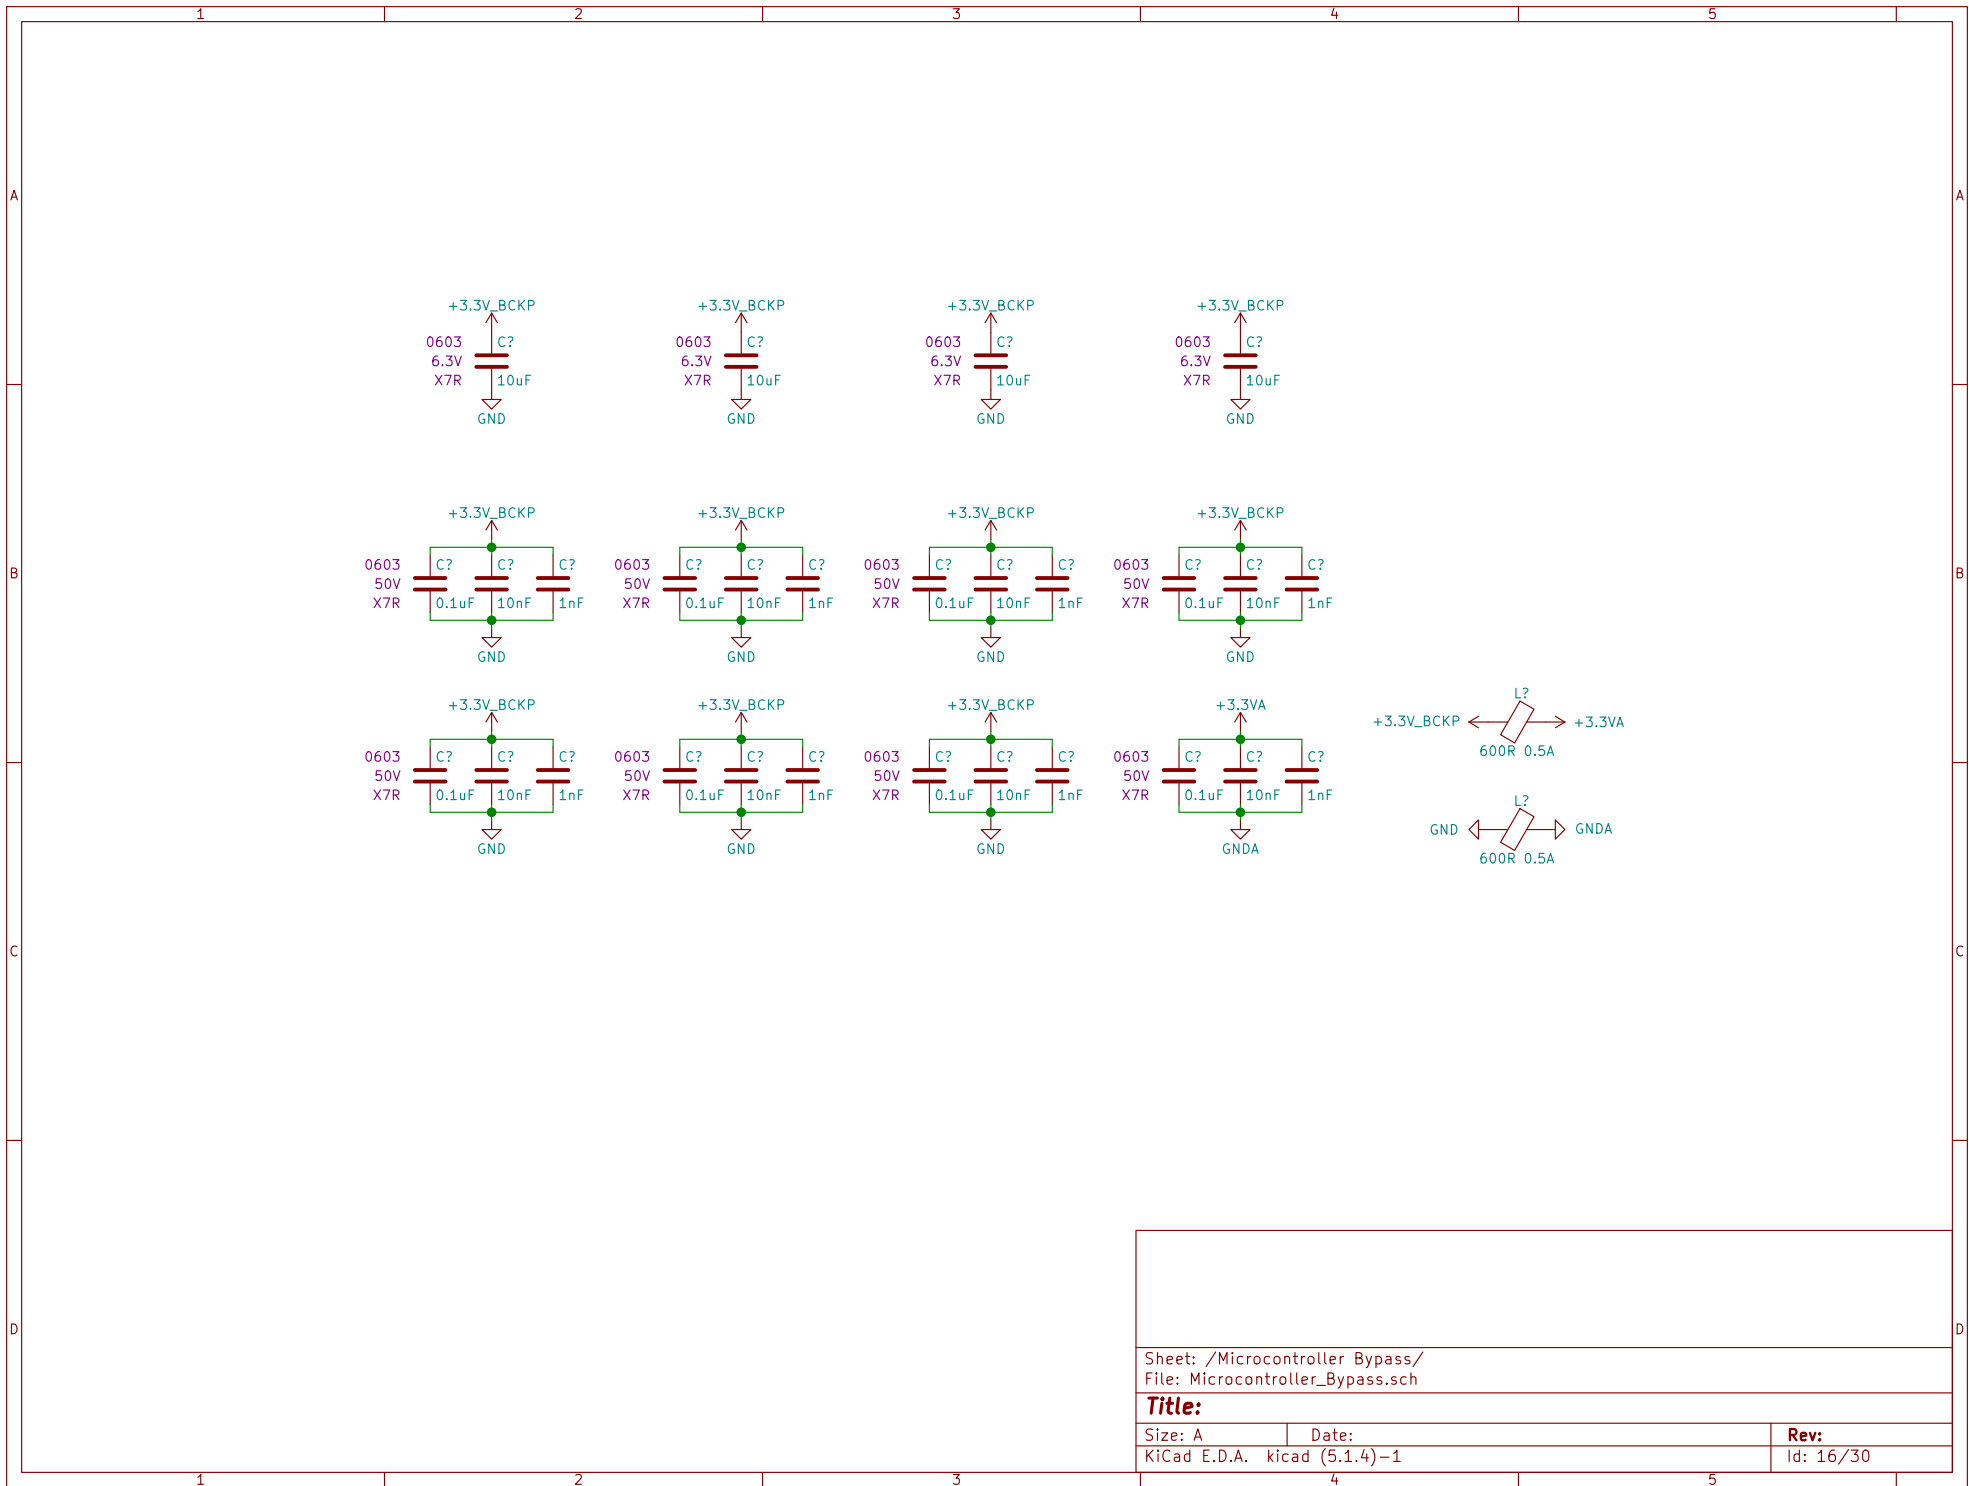 1 2 3 4 5
A A
+3.3V_BCKP +3.3V_BCKP +3.3V_BCKP +3.3V_BCKP
0603 C? 0603 C? 0603 C? 0603 C?
6.3V 6.3V 6.3V 6.3V
X7R 10uF X7R 10uF X7R 10uF X7R 10uF
GND GND GND GND
+3.3V_BCKP +3.3V_BCKP +3.3V_BCKP +3.3V_BCKP
0603 C? C? C? 0603 C? C? C? 0603 C? C? C? 0603 C? C? C?
B B
50V 50V 50V 50V
X7R 0.1uF 10nF 1nF X7R 0.1uF 10nF 1nF X7R 0.1uF 10nF 1nF X7R 0.1uF 10nF 1nF
GND GND GND GND
L?
+3.3V_BCKP +3.3V_BCKP +3.3V_BCKP +3.3VA
+3.3V_BCKP +3.3VA
600R 0.5A
0603 C? C? C? 0603 C? C? C? 0603 C? C? C? 0603 C? C? C?
50V 50V 50V 50V
X7R 0.1uF 10nF 1nF X7R 0.1uF 10nF 1nF X7R 0.1uF 10nF 1nF X7R 0.1uF 10nF 1nF
L?
GND GNDA
GND GND GND GNDA
600R 0.5A
C C
D D
Sheet: /Microcontroller Bypass/
File: Microcontroller_Bypass.sch
Title:
Size: A Date: Rev:
KiCad E.D.A. kicad (5.1.4)-1 Id: 16/30
1 2 3 4 5